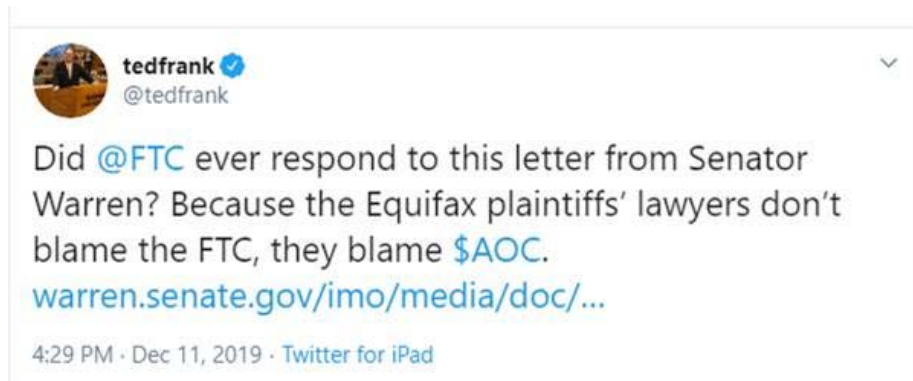 tedfrank
@tedfrank
Did @FTC ever respond to this letter from Senator
Warren? Because the Equifax plaintiffs’ lawyers don’t
blame the FTC, they blame $AOC.
warren.senate.gov/imo/media/doc/...
4:29 PM · Dec 11, 2019 · Twitter for iPad